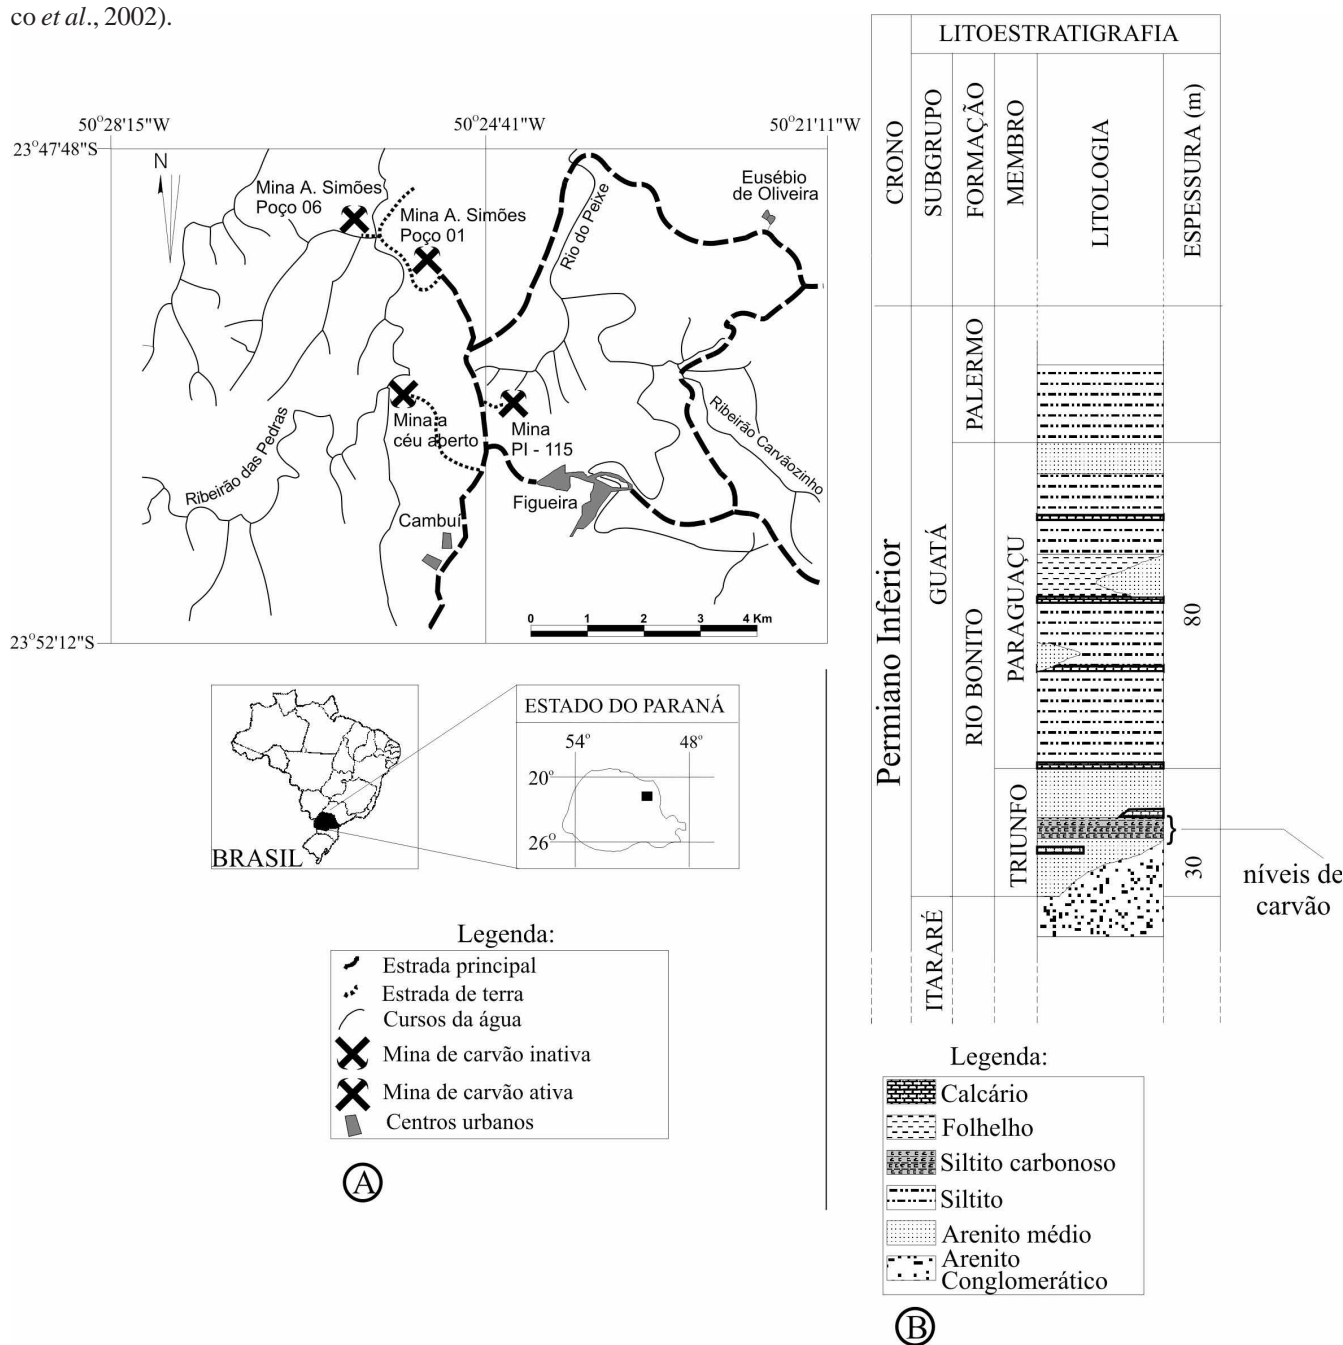 co et al., 2002).
50°28'15"W
50°24'41"W
50°21'11"W
23°47'48"S
N
Mina A. Simões
Poço 06
Mina A. Simões
Poço 01
Rio do Peixe
Eusébio
de Oliveira
Mina a
céu aberto
Mina
PI - 115
Ribeirão das Pedras
Ribeirão Carvãozinho
Figueira
Cambuí
0 1 2 3 4 Km
23°52'12"S
BRASIL
ESTADO DO PARANÁ
54°
48°
20°
26°
Legenda:
Estrada principal
Estrada de terra
Cursos da água
Mina de carvão inativa
Mina de carvão ativa
Centros urbanos
A
LITOESTRATIGRAFIA
CRONO
SUBGRUPO
FORMAÇÃO
MEMBRO
LITOLOGIA
ESPESSURA (m)
Permiano Inferior
GUATÁ
ITARARÉ
PALERMO
RIO BONITO
PARAGUAÇU
TRIUNFO
80
30
níveis de
carvão
Legenda:
Calcário
Folhelho
Siltito carbonoso
Siltito
Arenito médio
Arenito
Conglomerático
B